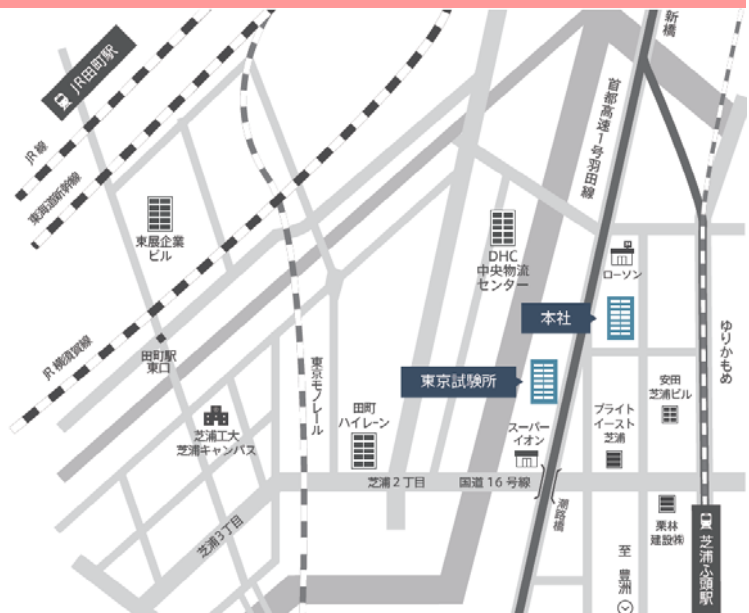 JR田町駅
JR線
東海道新幹線
JR 横須賀線
東展企業
ビル
田町駅
東口
芝浦工大
芝浦キャンパス
芝浦3丁目
東京モノレール
田町
ハイレーン
芝浦2丁目
国道16号線
DHC
中央物流
センター
首都高速1号羽田線
新橋
ローソン
本社
東京試験所
スーパー
イオン
潮路橋
ブライト
イースト
芝浦
安田
芝浦ビル
ゆりかもめ
栗林
建設㈱
至 豊洲
芝浦ふ頭駅